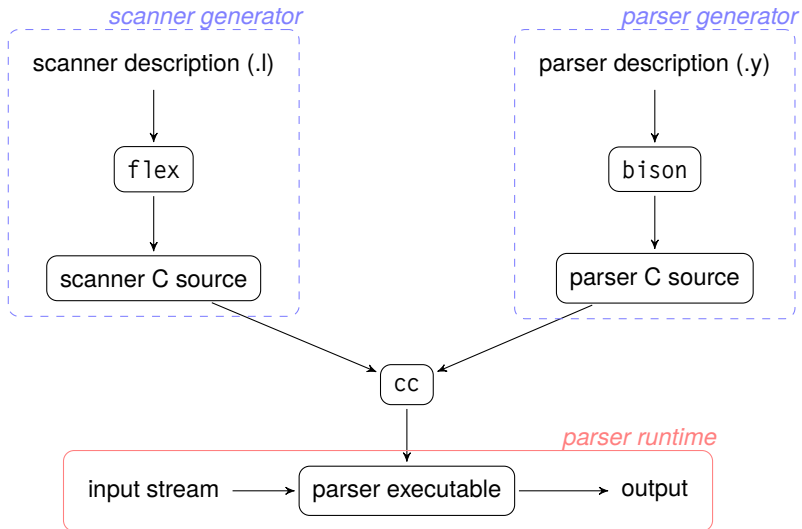 scanner generator
parser generator
scanner description (.l)
parser description (.y)
flex
bison
scanner C source
parser C source
cc
parser runtime
input stream
parser executable
output